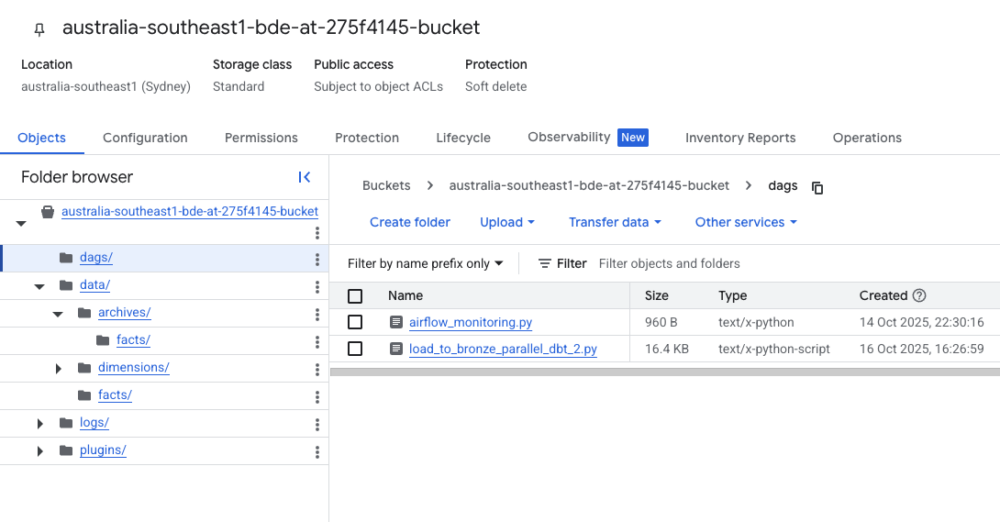 australia-southeast1-bde-at-275f4145-bucket
Location
Storage class
Public access
Protection
australia-southeast1 (Sydney)
Standard
Subject to object ACLs
Soft delete
Objects
Configuration
Permissions
Protection
Lifecycle
Observability New
Inventory Reports
Operations
Folder browser
australia-southeast1-bde-at-275f4145-bucket
dags/
data/
archives/
facts/
dimensions/
facts/
logs/
plugins/
Buckets > australia-southeast1-bde-at-275f4145-bucket > dags
Create folder
Upload
Transfer data
Other services
Filter by name prefix only
Filter
Filter objects and folders
Name Size Type Created
airflow_monitoring.py 960 B text/x-python 14 Oct 2025, 22:30:16
load_to_bronze_parallel_dbt_2.py 16.4 KB text/x-python-script 16 Oct 2025, 16:26:59